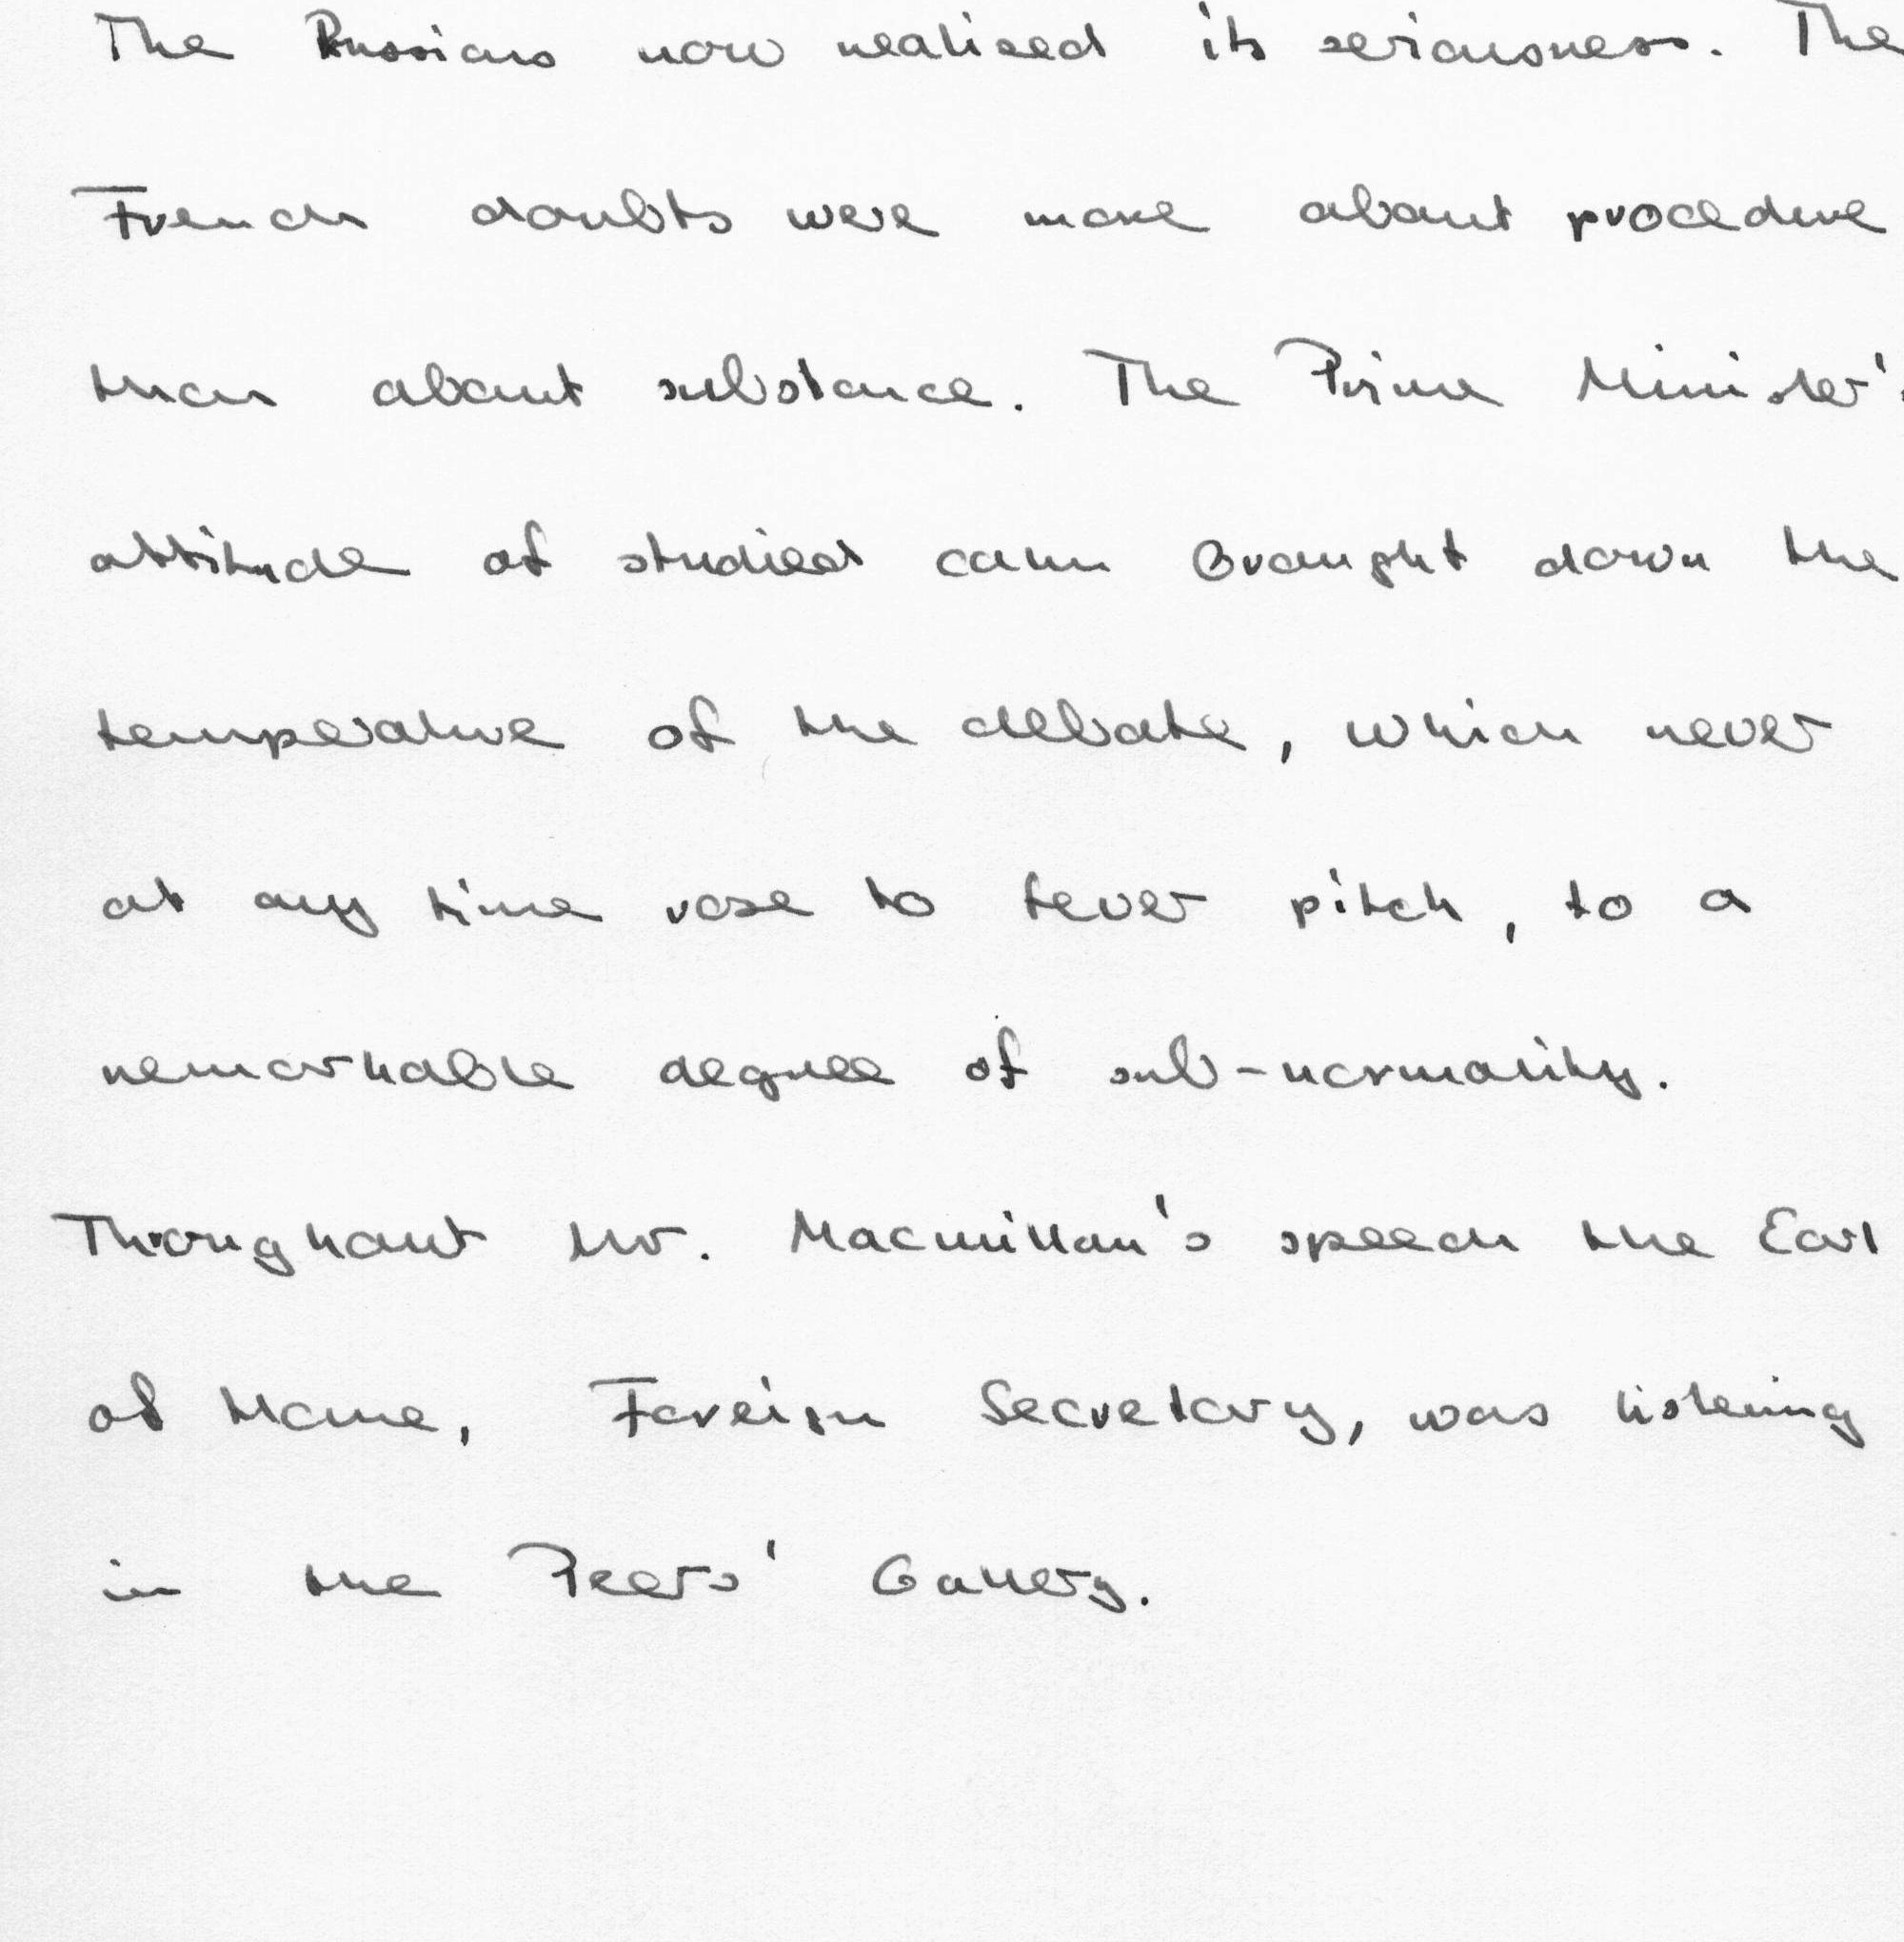 The Russians now realised its seriousness. The
French doubts were more about procedure
than about substance. The Prime Minister's
attitude of studied calm brought down the
temperature of the debate, which never
at any time rose to fever pitch, to a
remarkable degree of sub-normality.
Throughout Mr. Macmillan's speech the Earl
of Home, Foreign Secretary, was listening
in the Peers' Gallery.